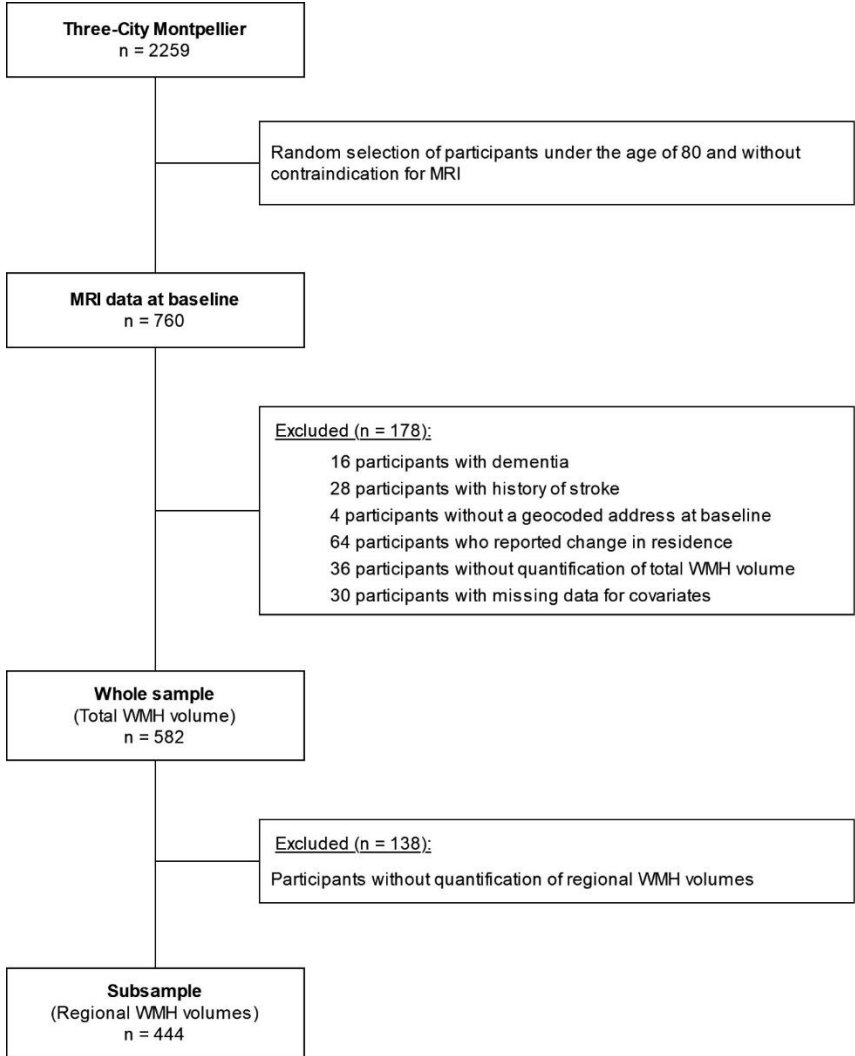 Three-City Montpellier
n = 2259
Random selection of participants under the age of 80 and without
contraindication for MRI
MRI data at baseline
n = 760
Excluded (n = 178):
16 participants with dementia
28 participants with history of stroke
4 participants without a geocoded address at baseline
64 participants who reported change in residence
36 participants without quantification of total WMH volume
30 participants with missing data for covariates
Whole sample
(Total WMH volume)
n = 582
Excluded (n = 138):
Participants without quantification of regional WMH volumes
Subsample
(Regional WMH volumes)
n = 444